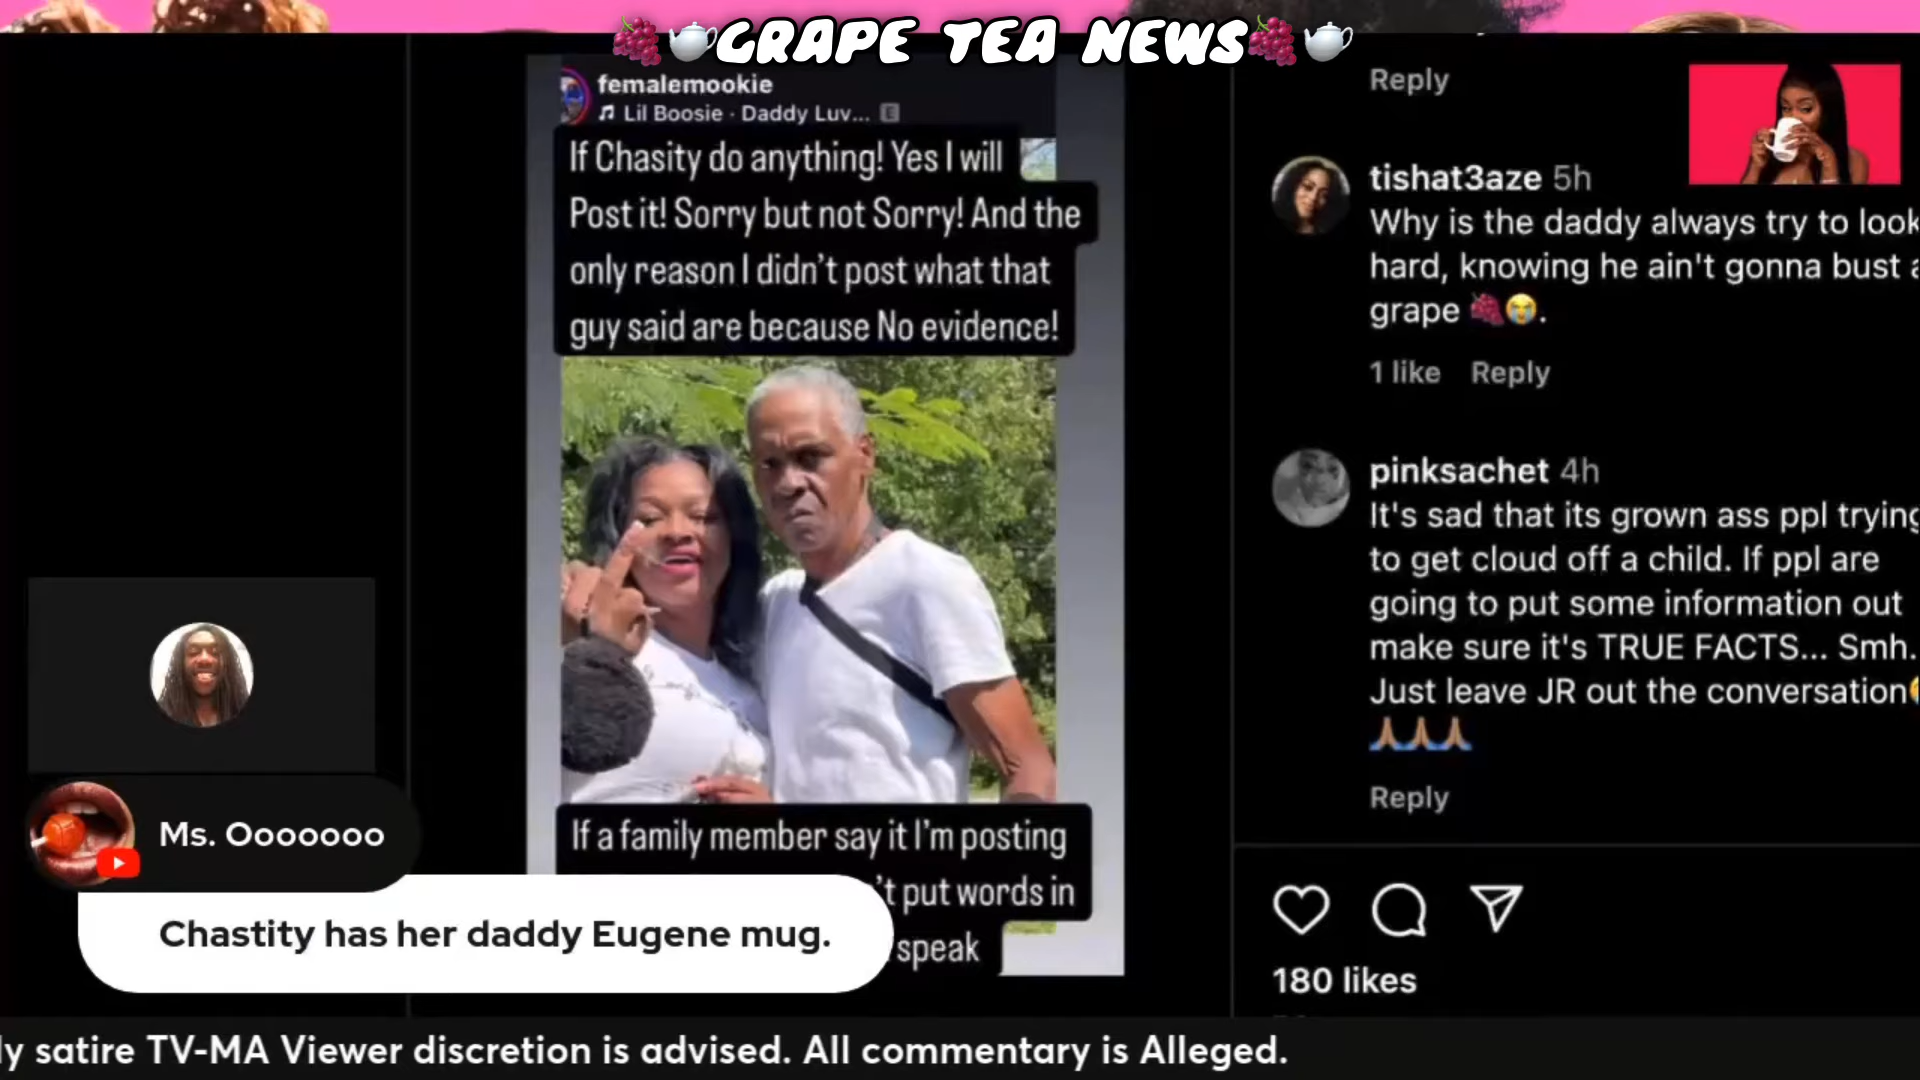 GRAPE TEA NEWS
femalemookie
Lil Boosie · Daddy Luv... E
If Chasity do anything! Yes I will
Post it! Sorry but not Sorry! And the
only reason I didn't post what that
guy said are because No evidence!
If a family member say it I'm posting
't put words in
speak
Reply
tishat3aze 5h
Why is the daddy always try to look
hard, knowing he ain't gonna bust a
grape 🍇😭.
1 like Reply
pinksachet 4h
It's sad that its grown ass ppl trying
to get cloud off a child. If ppl are
going to put some information out
make sure it's TRUE FACTS... Smh.
Just leave JR out the conversation
🙏🏽🙏🏽🙏🏽
Reply
180 likes
Ms. Ooooooo
Chastity has her daddy Eugene mug.
ly satire TV-MA Viewer discretion is advised. All commentary is Alleged.